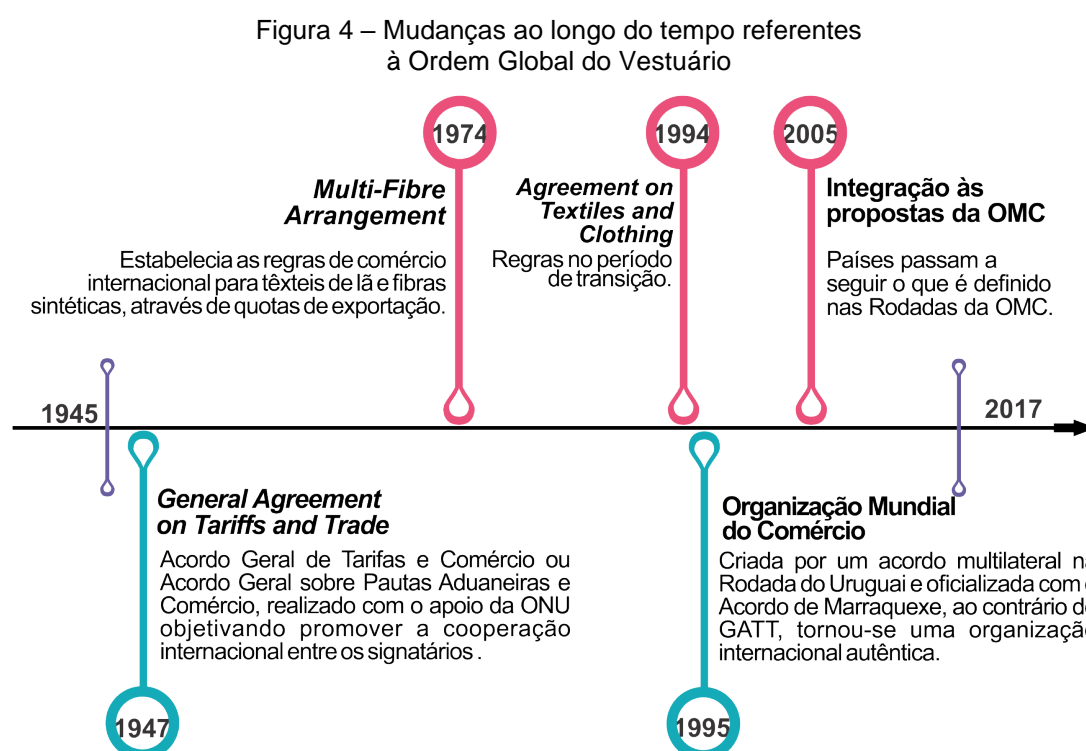 Figura 4 – Mudanças ao longo do tempo referentes
à Ordem Global do Vestuário
1974
Multi-Fibre
Arrangement
Estabelecia as regras de comércio
internacional para têxteis de lã e fibras
sintéticas, através de quotas de exportação.
1994
Agreement on
Textiles and
Clothing
Regras no período
de transição.
2005
Integração às
propostas da OMC
Países passam a
seguir o que é definido
nas Rodadas da OMC.
1945
2017
General Agreement
on Tariffs and Trade
Acordo Geral de Tarifas e Comércio ou
Acordo Geral sobre Pautas Aduaneiras e
Comércio, realizado com o apoio da ONU
objetivando promover a cooperação
internacional entre os signatários .
1947
Organização Mundial
do Comércio
Criada por um acordo multilateral
Rodada do Uruguai e oficializada com
Acordo de Marraquexe, ao contrário
GATT, tornou-se uma organização
internacional autêntica.
1995